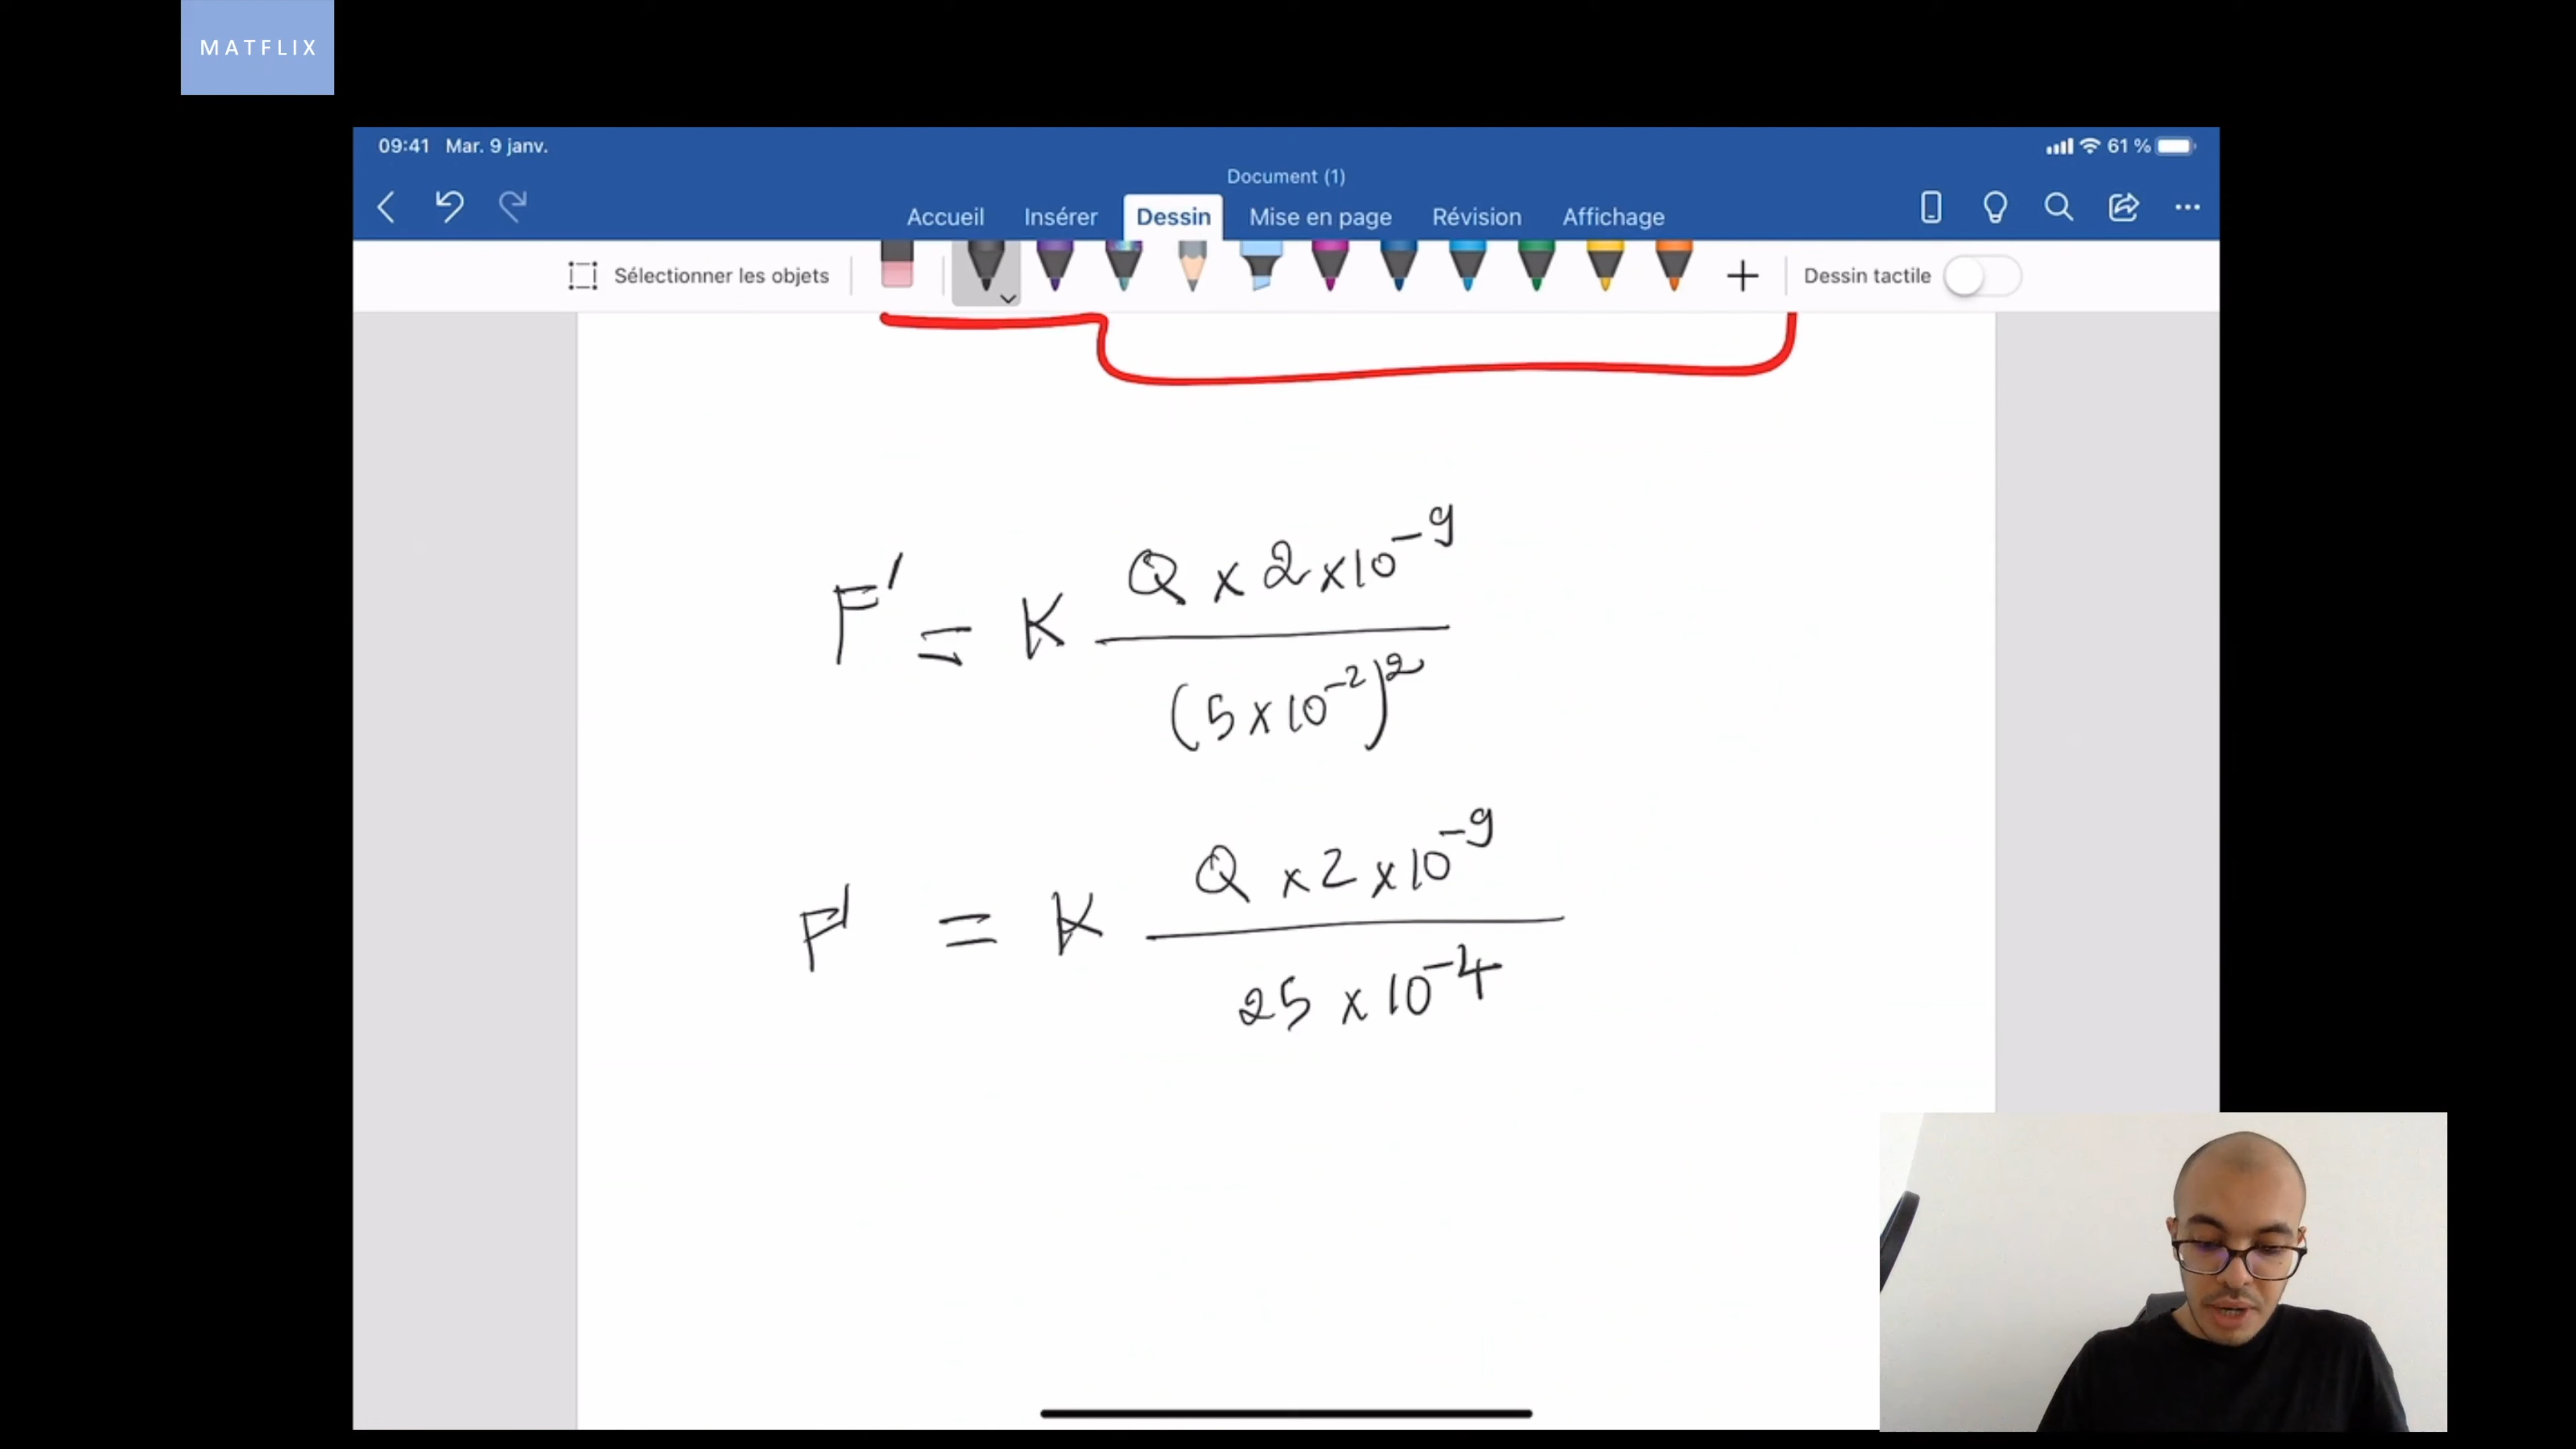 MATFLIX
09:41 Mar. 9 janv.
61 %
Document (1)
Accueil Insérer Dessin Mise en page Révision Affichage
Sélectionner les objets
Dessin tactile
F' = K (Q × 2 × 10⁻⁹) / (5 × 10⁻²)²
F' = K (Q × 2 × 10⁻⁹) / 25 × 10⁻⁴